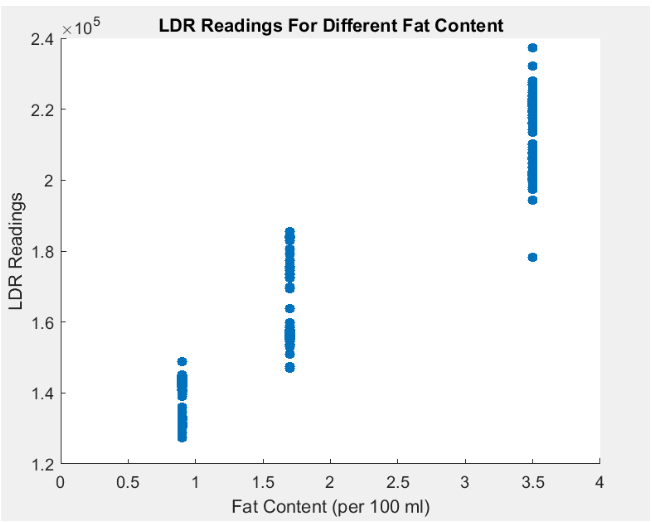 LDR Readings For Different Fat Content
×10⁵
2.4
2.2
2
1.8
1.6
1.4
1.2
LDR Readings
0 0.5 1 1.5 2 2.5 3 3.5 4
Fat Content (per 100 ml)